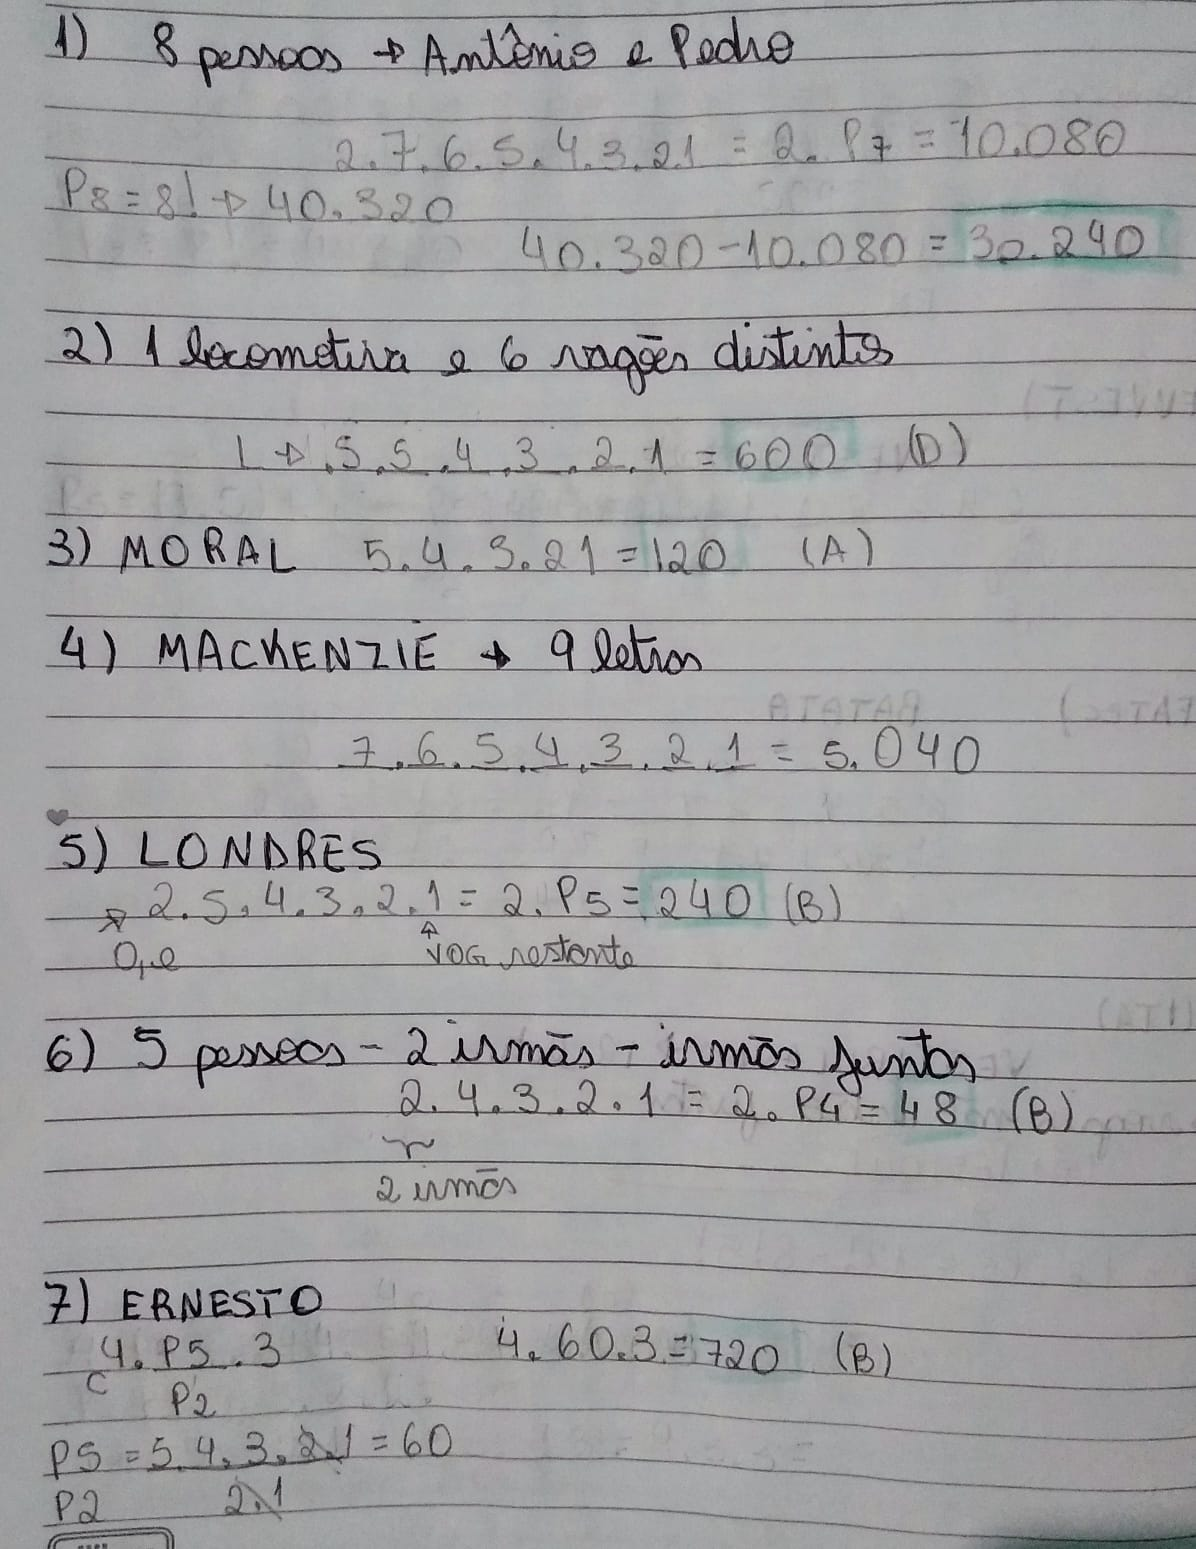 1) 8 pessoas → Antônio e Pedro
2.7.6.5.4.3.2.1 = 2.P7 = 10.080
P8 = 8! → 40.320
40.320 - 10.080 = 30.240
2) 1 locomotiva e 6 vagões distintos
L → .5.5.4.3.2.1 = 600 (D)
3) MORAL 5.4.3.2.1 = 120 (A)
4) MACKENZIE → 9 letras
7.6.5.4.3.2.1 = 5.040
5) LONDRES
2.5.4.3.2.1 = 2.P5 = 240 (B)
O,e VOG restante
6) 5 pessoas - 2 irmãs - irmãs juntas
2.4.3.2.1 = 2.P4 = 48 (B)
2 irmãs
7) ERNESTO
4.P5.3 4.60.3 = 720 (B)
C P2
P5 = 5.4.3.2.1 = 60
P2 2.1